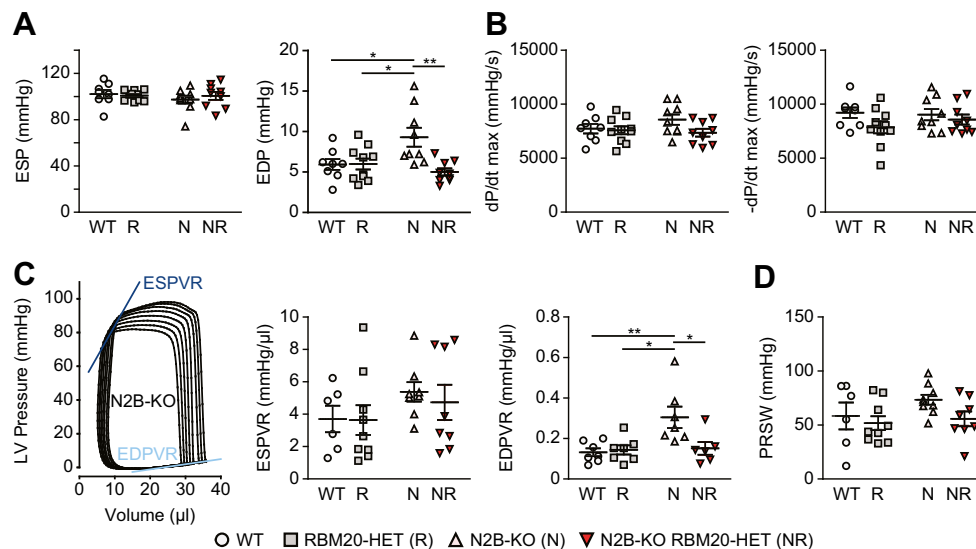 A
ESP (mmHg)
100
80
60
40
20
0
WT R N NR
EDP (mmHg)
20
15
10
5
0
*
* **
WT R N NR
B
dP/dt max (mmHg/s)
15000
10000
5000
0
WT R N NR
-dP/dt max (mmHg/s)
15000
10000
5000
0
WT R N NR
C
LV Pressure (mmHg)
100
80
60
40
20
0
ESPVR
N2B-KO
EDPVR
0 10 20 30 40
Volume (µl)
ESPVR (mmHg/µl)
10
8
6
4
2
0
WT R N NR
EDPVR (mmHg/µl)
0.8
0.6
0.4
0.2
0
**
* *
WT R N NR
D
PRSW (mmHg)
150
100
50
0
WT R N NR
WT RBM20-HET (R) N2B-KO (N) N2B-KO RBM20-HET (NR)